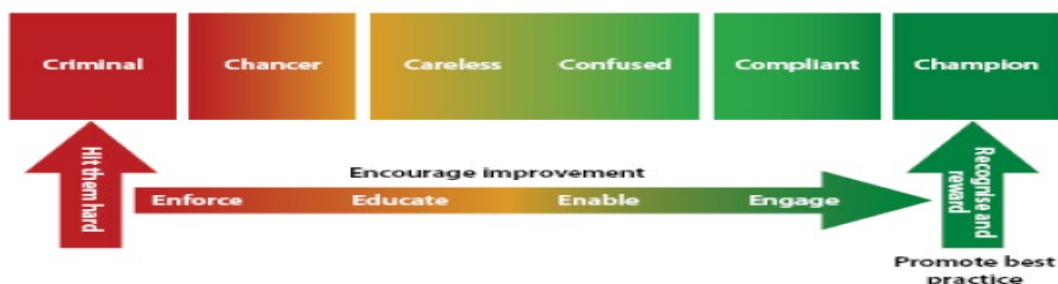 Criminal
Chancer
Careless
Confused
Compliant
Champion
Hit them hard
Encourage improvement
Enforce
Educate
Enable
Engage
Recognise and
reward
Promote best
practice